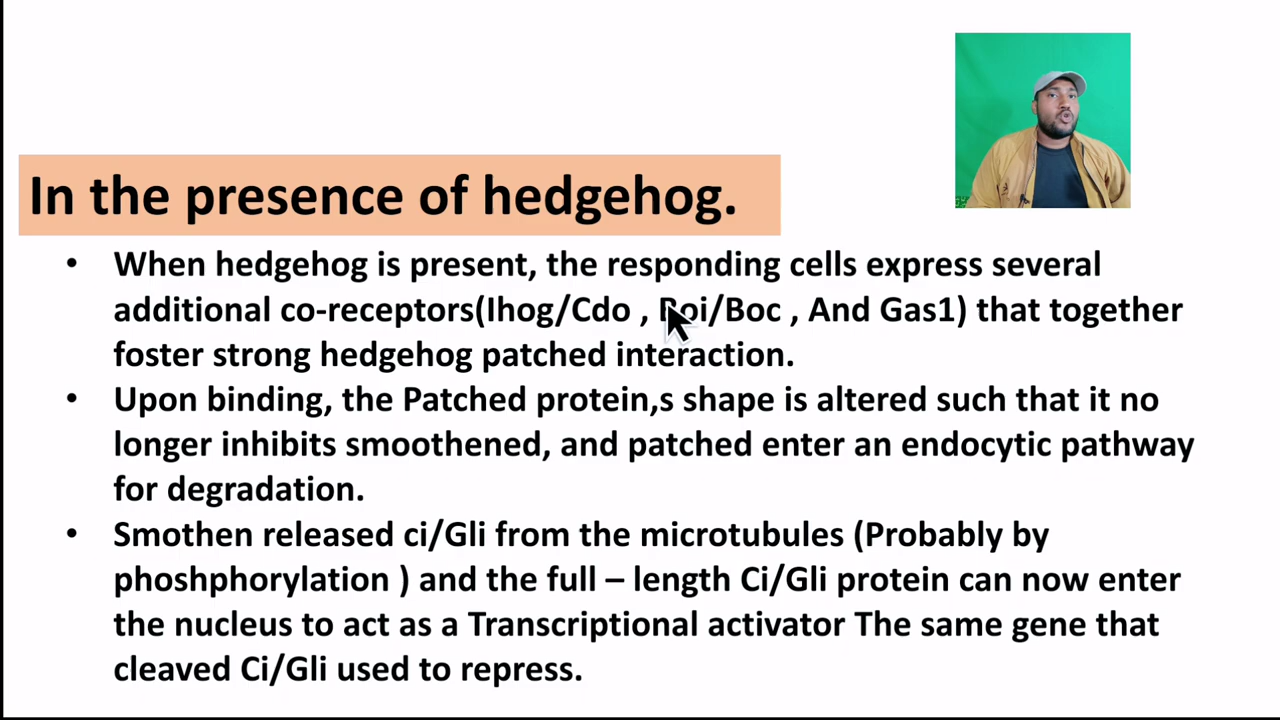 In the presence of hedgehog.
• When hedgehog is present, the responding cells express several
additional co-receptors(Ihog/Cdo , Boi/Boc , And Gas1) that together
foster strong hedgehog patched interaction.
• Upon binding, the Patched protein,s shape is altered such that it no
longer inhibits smoothened, and patched enter an endocytic pathway
for degradation.
• Smothen released ci/Gli from the microtubules (Probably by
phoshphorylation ) and the full – length Ci/Gli protein can now enter
the nucleus to act as a Transcriptional activator The same gene that
cleaved Ci/Gli used to repress.